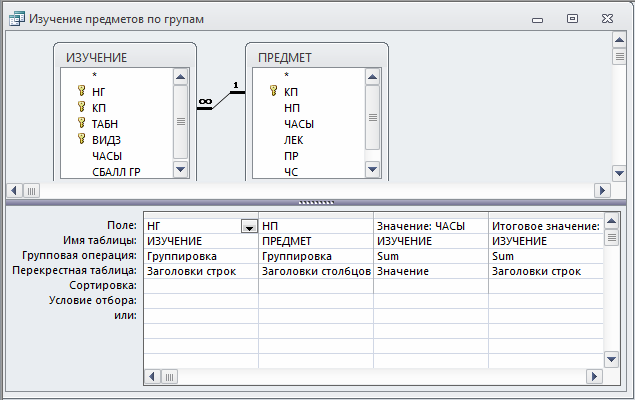 Изучение предметов по групам
ИЗУЧЕНИЕ
*
НГ
КП
ТАБН
ВИДЗ
ЧАСЫ
СБАЛЛ ГР
∞ 1
ПРЕДМЕТ
*
КП
НП
ЧАСЫ
ЛЕК
ПР
ЧС
Поле: НГ НП Значение: ЧАСЫ Итоговое значение:
Имя таблицы: ИЗУЧЕНИЕ ПРЕДМЕТ ИЗУЧЕНИЕ ИЗУЧЕНИЕ
Групповая операция: Группировка Группировка Sum Sum
Перекрестная таблица: Заголовки строк Заголовки столбцов Значение Заголовки строк
Сортировка:
Условие отбора:
или: